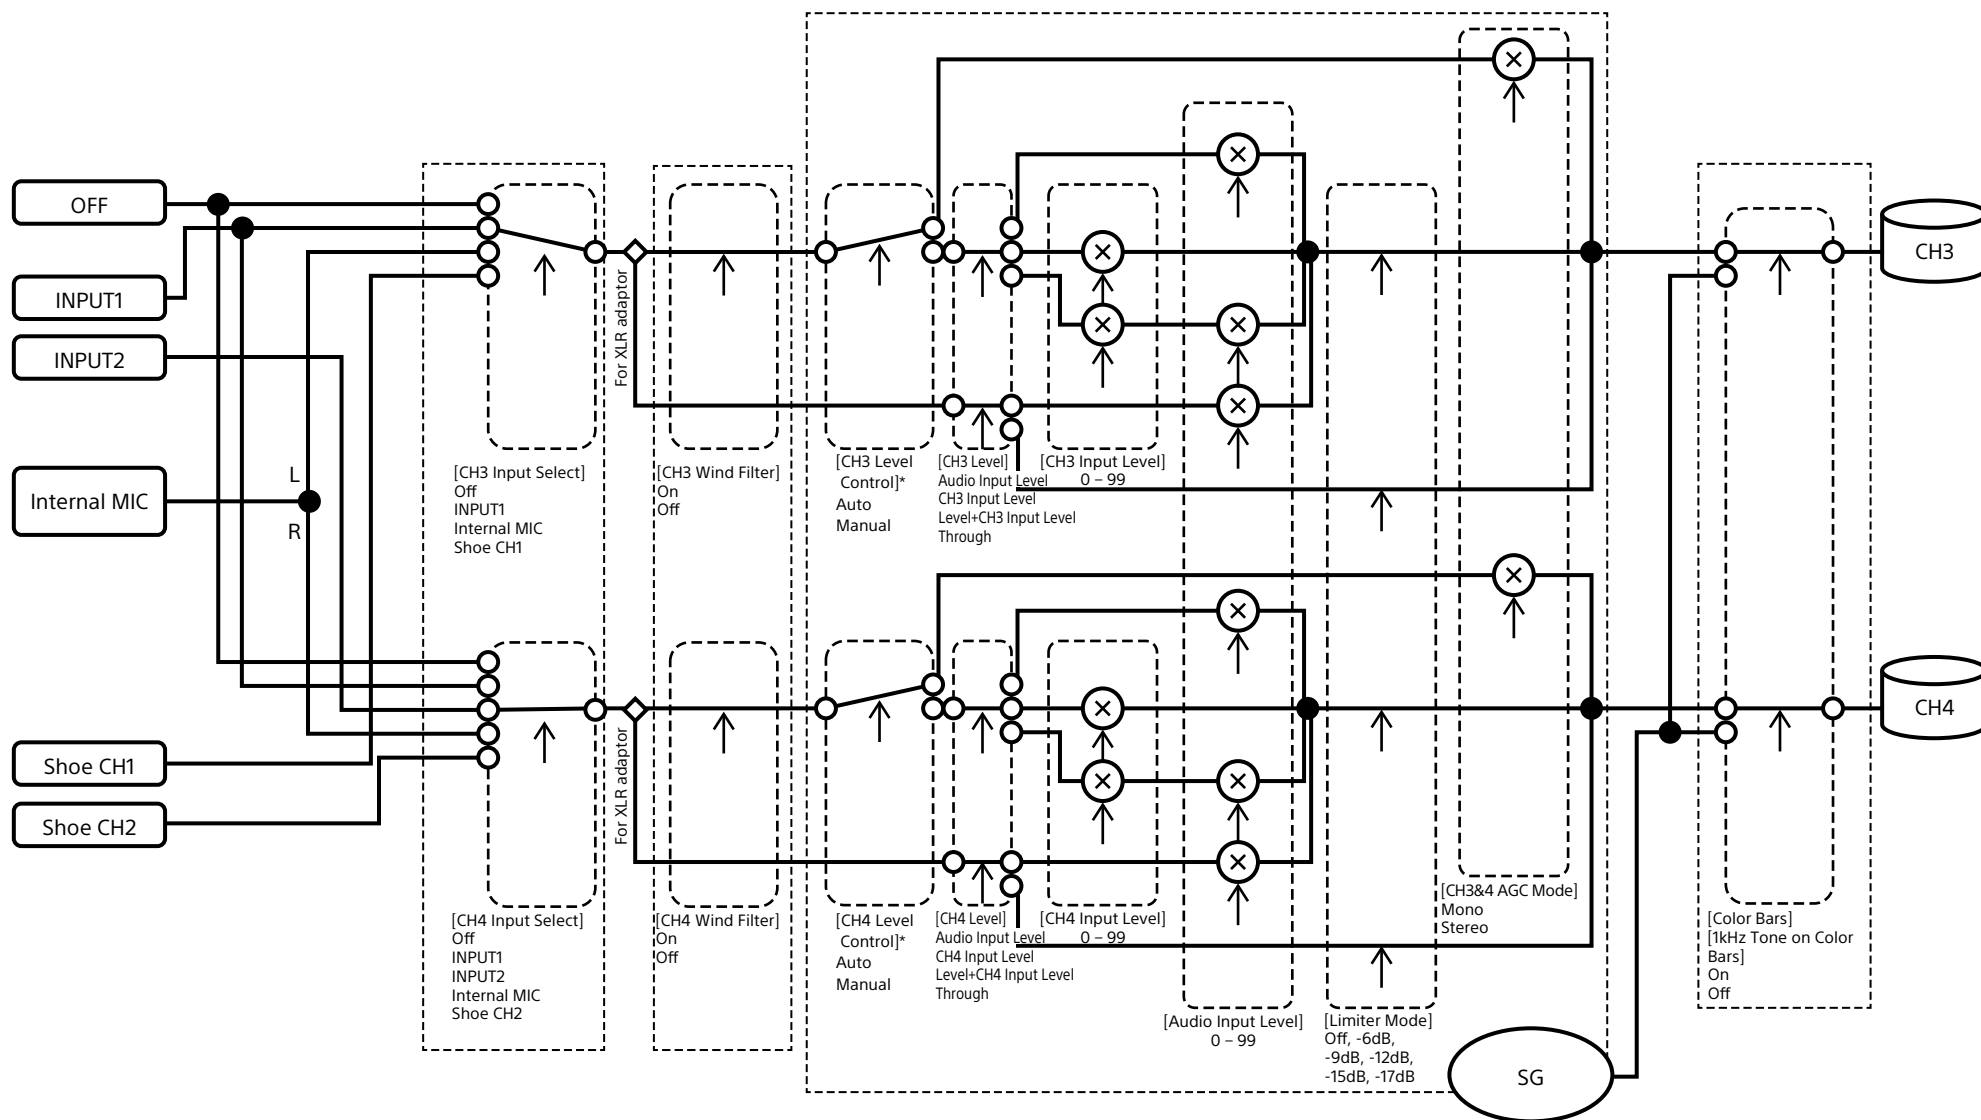 OFF
INPUT1
INPUT2
Internal MIC
L
R
Shoe CH1
Shoe CH2
[CH3 Input Select]
Off
INPUT1
Internal MIC
Shoe CH1
For XLR adaptor
[CH3 Wind Filter]
On
Off
[CH3 Level
Control]*
Auto
Manual
[CH3 Level]
Audio Input Level
CH3 Input Level
Level+CH3 Input Level
Through
[CH3 Input Level]
0 – 99
CH3
[CH4 Input Select]
Off
INPUT1
INPUT2
Internal MIC
Shoe CH2
For XLR adaptor
[CH4 Wind Filter]
On
Off
[CH4 Level
Control]*
Auto
Manual
[CH4 Level]
Audio Input Level
CH4 Input Level
Level+CH4 Input Level
Through
[CH4 Input Level]
0 – 99
[Audio Input Level]
0 – 99
[Limiter Mode]
Off, -6dB,
-9dB, -12dB,
-15dB, -17dB
[CH3&4 AGC Mode]
Mono
Stereo
SG
[Color Bars]
[1kHz Tone on Color
Bars]
On
Off
CH4